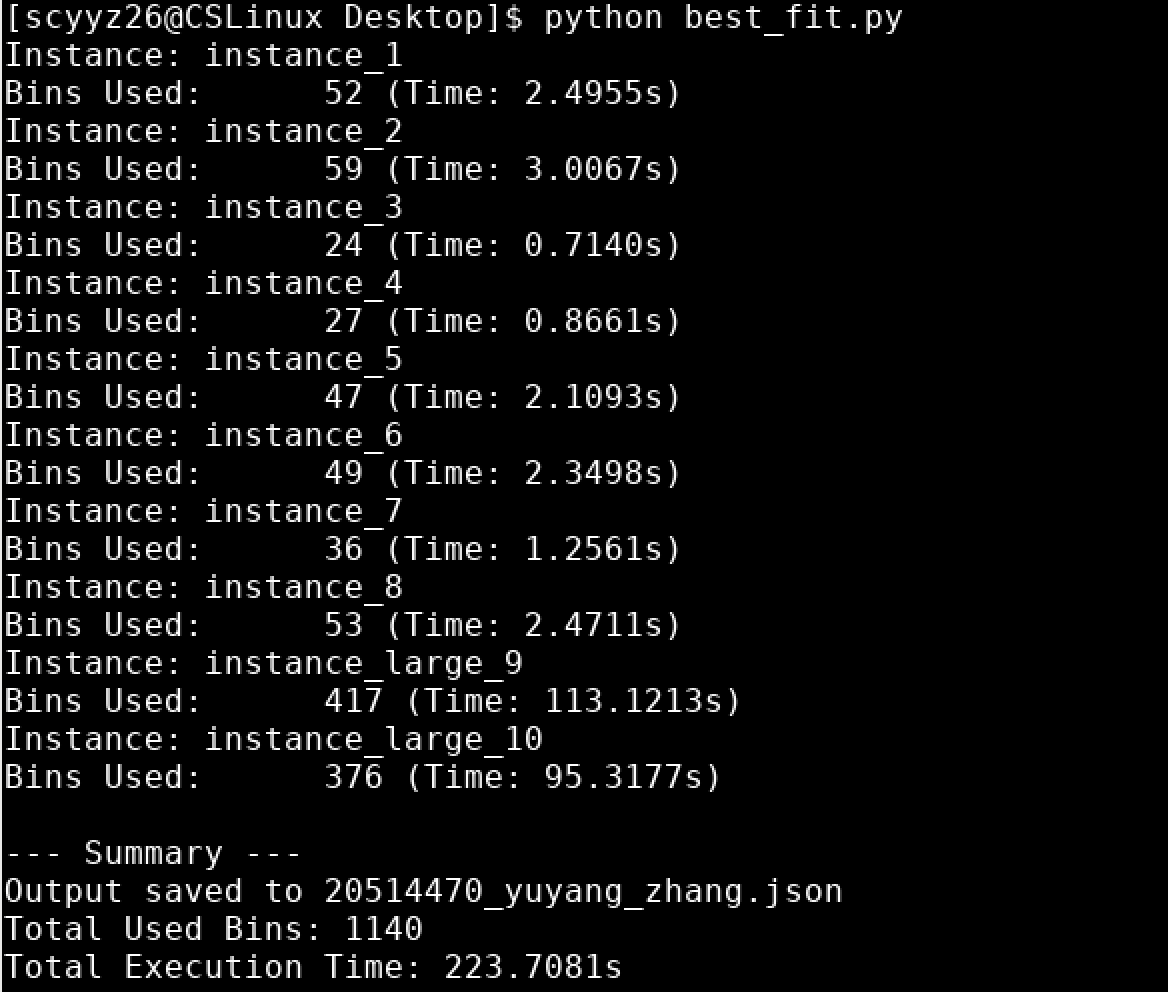 [scyyz26@CSLinux Desktop]$ python best_fit.py
Instance: instance_1
Bins Used:      52 (Time: 2.4955s)
Instance: instance_2
Bins Used:      59 (Time: 3.0067s)
Instance: instance_3
Bins Used:      24 (Time: 0.7140s)
Instance: instance_4
Bins Used:      27 (Time: 0.8661s)
Instance: instance_5
Bins Used:      47 (Time: 2.1093s)
Instance: instance_6
Bins Used:      49 (Time: 2.3498s)
Instance: instance_7
Bins Used:      36 (Time: 1.2561s)
Instance: instance_8
Bins Used:      53 (Time: 2.4711s)
Instance: instance_large_9
Bins Used:      417 (Time: 113.1213s)
Instance: instance_large_10
Bins Used:      376 (Time: 95.3177s)
--- Summary ---
Output saved to 20514470_yuyang_zhang.json
Total Used Bins: 1140
Total Execution Time: 223.7081s